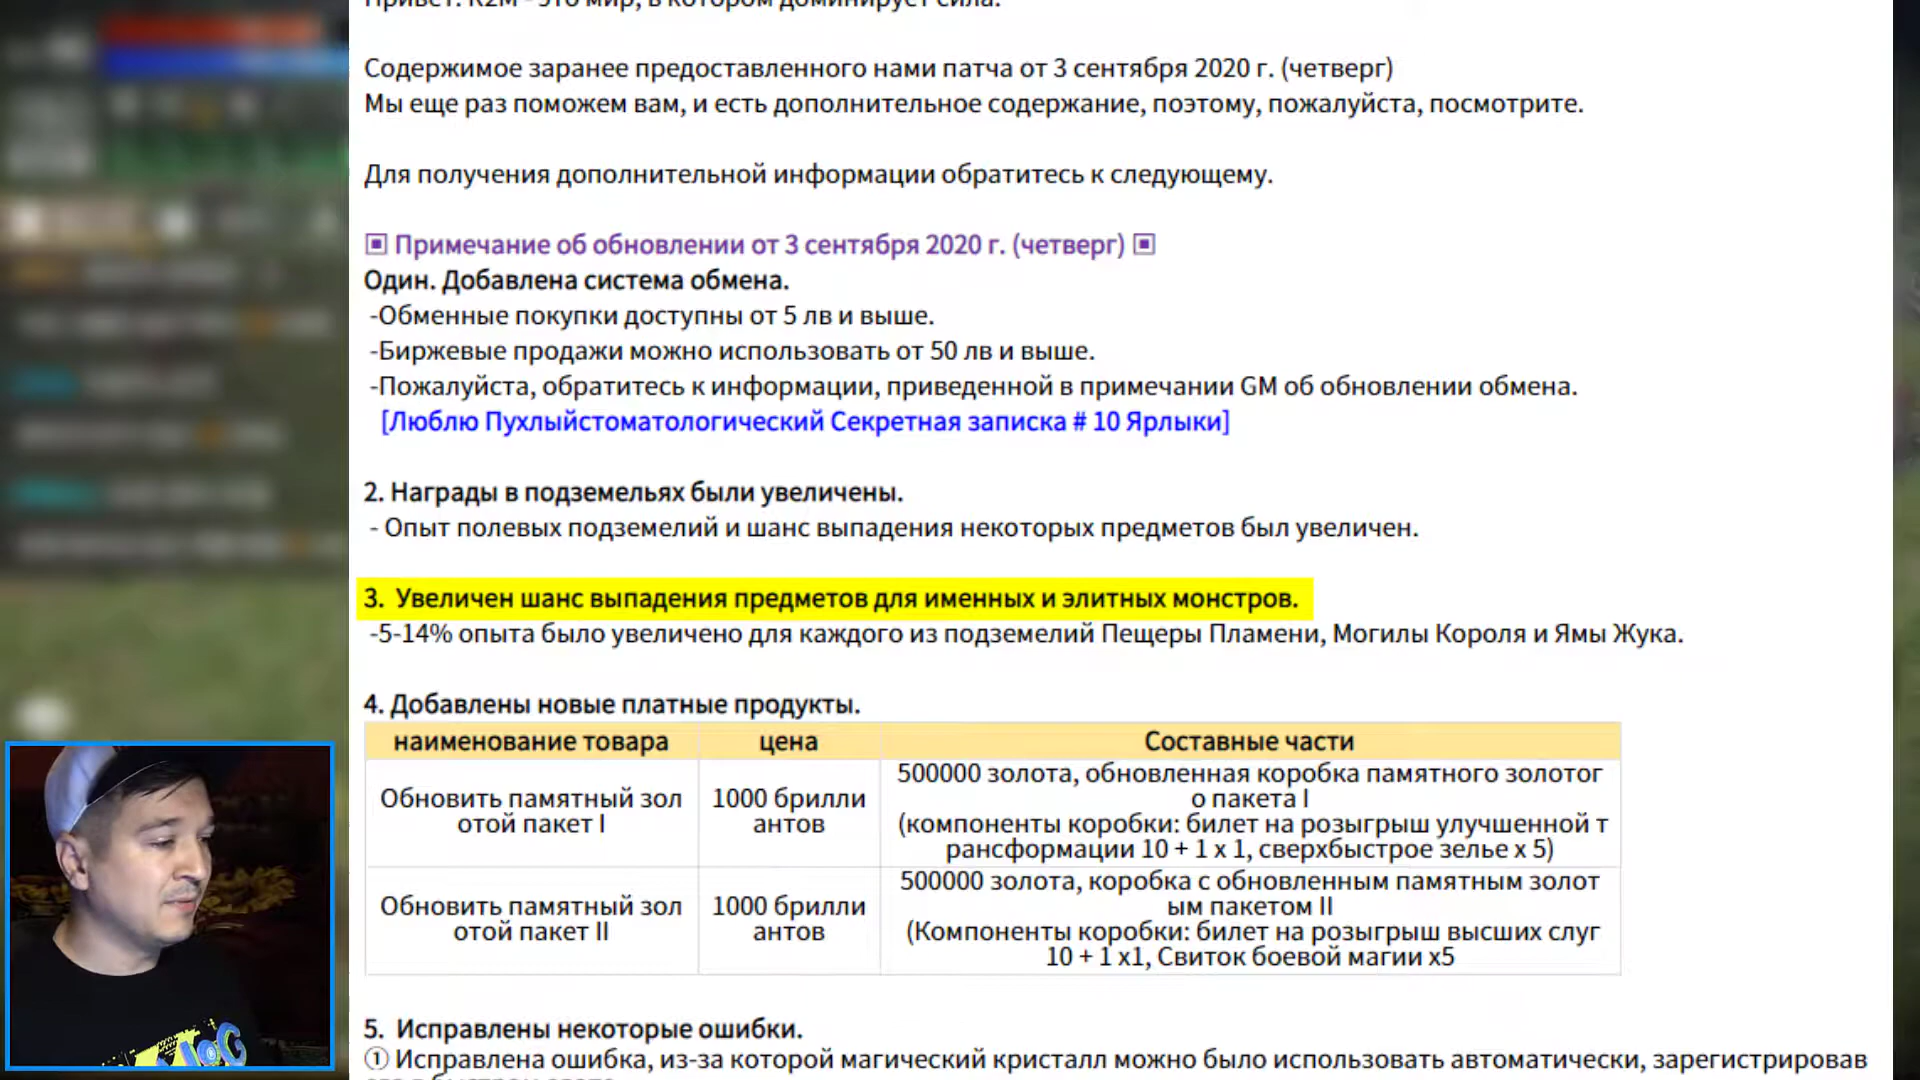 Привет. R2M - это мир, в котором доминирует сила.
Содержимое заранее предоставленного нами патча от 3 сентября 2020 г. (четверг)
Мы еще раз поможем вам, и есть дополнительное содержание, поэтому, пожалуйста, посмотрите.
Для получения дополнительной информации обратитесь к следующему.
▣ Примечание об обновлении от 3 сентября 2020 г. (четверг) ▣
Один. Добавлена система обмена.
-Обменные покупки доступны от 5 лв и выше.
-Биржевые продажи можно использовать от 50 лв и выше.
-Пожалуйста, обратитесь к информации, приведенной в примечании GM об обновлении обмена.
[Люблю Пухлыйстоматологический Секретная записка # 10 Ярлыки]
2. Награды в подземельях были увеличены.
- Опыт полевых подземелий и шанс выпадения некоторых предметов был увеличен.
3. Увеличен шанс выпадения предметов для именных и элитных монстров.
-5-14% опыта было увеличено для каждого из подземелий Пещеры Пламени, Могилы Короля и Ямы Жука.
4. Добавлены новые платные продукты.
наименование товара цена Составные части
Обновить памятный зол
отой пакет I
1000 брилли
антов
500000 золота, обновленная коробка памятного золотог
о пакета I
(компоненты коробки: билет на розыгрыш улучшенной т
рансформации 10 + 1 x 1, сверхбыстрое зелье x 5)
Обновить памятный зол
отой пакет II
1000 брилли
антов
500000 золота, коробка с обновленным памятным золот
ым пакетом II
(Компоненты коробки: билет на розыгрыш высших слуг
10 + 1 x1, Свиток боевой магии x5
5. Исправлены некоторые ошибки.
① Исправлена ошибка, из-за которой магический кристалл можно было использовать автоматически, зарегистрировав